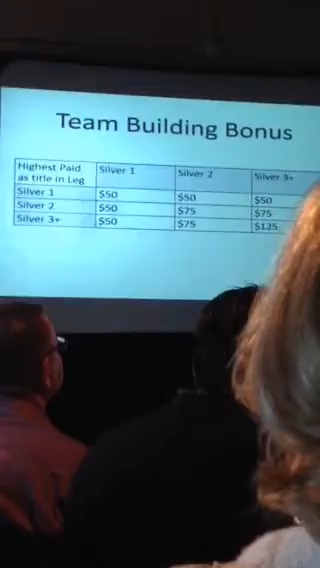 Team Building Bonus
Highest Paid as title in Leg Silver 1 Silver 2 Silver 3+
Silver 1 $50 $50 $50
Silver 2 $50 $75 $75
Silver 3+ $50 $75 $125